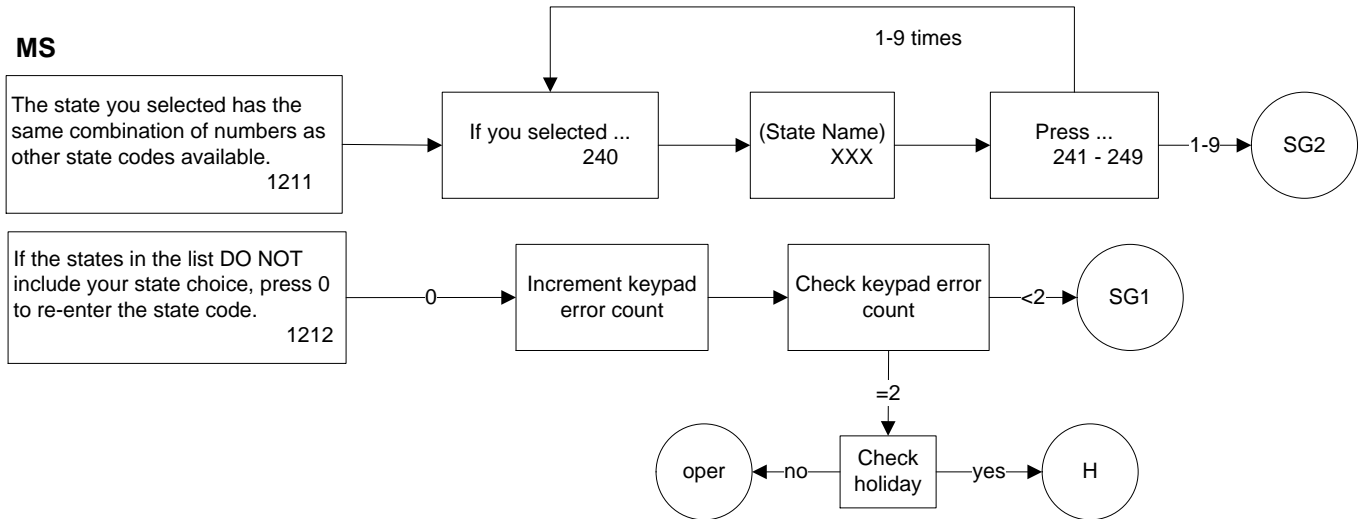 MS
1-9 times
The state you selected has the
same combination of numbers as
other state codes available.
1211
If you selected ...
240
(State Name)
XXX
Press ...
241 - 249
1-9
SG2
If the states in the list DO NOT
include your state choice, press 0
to re-enter the state code.
1212
0
Increment keypad
error count
Check keypad error
count
<2
SG1
=2
oper
no
Check
holiday
yes
H